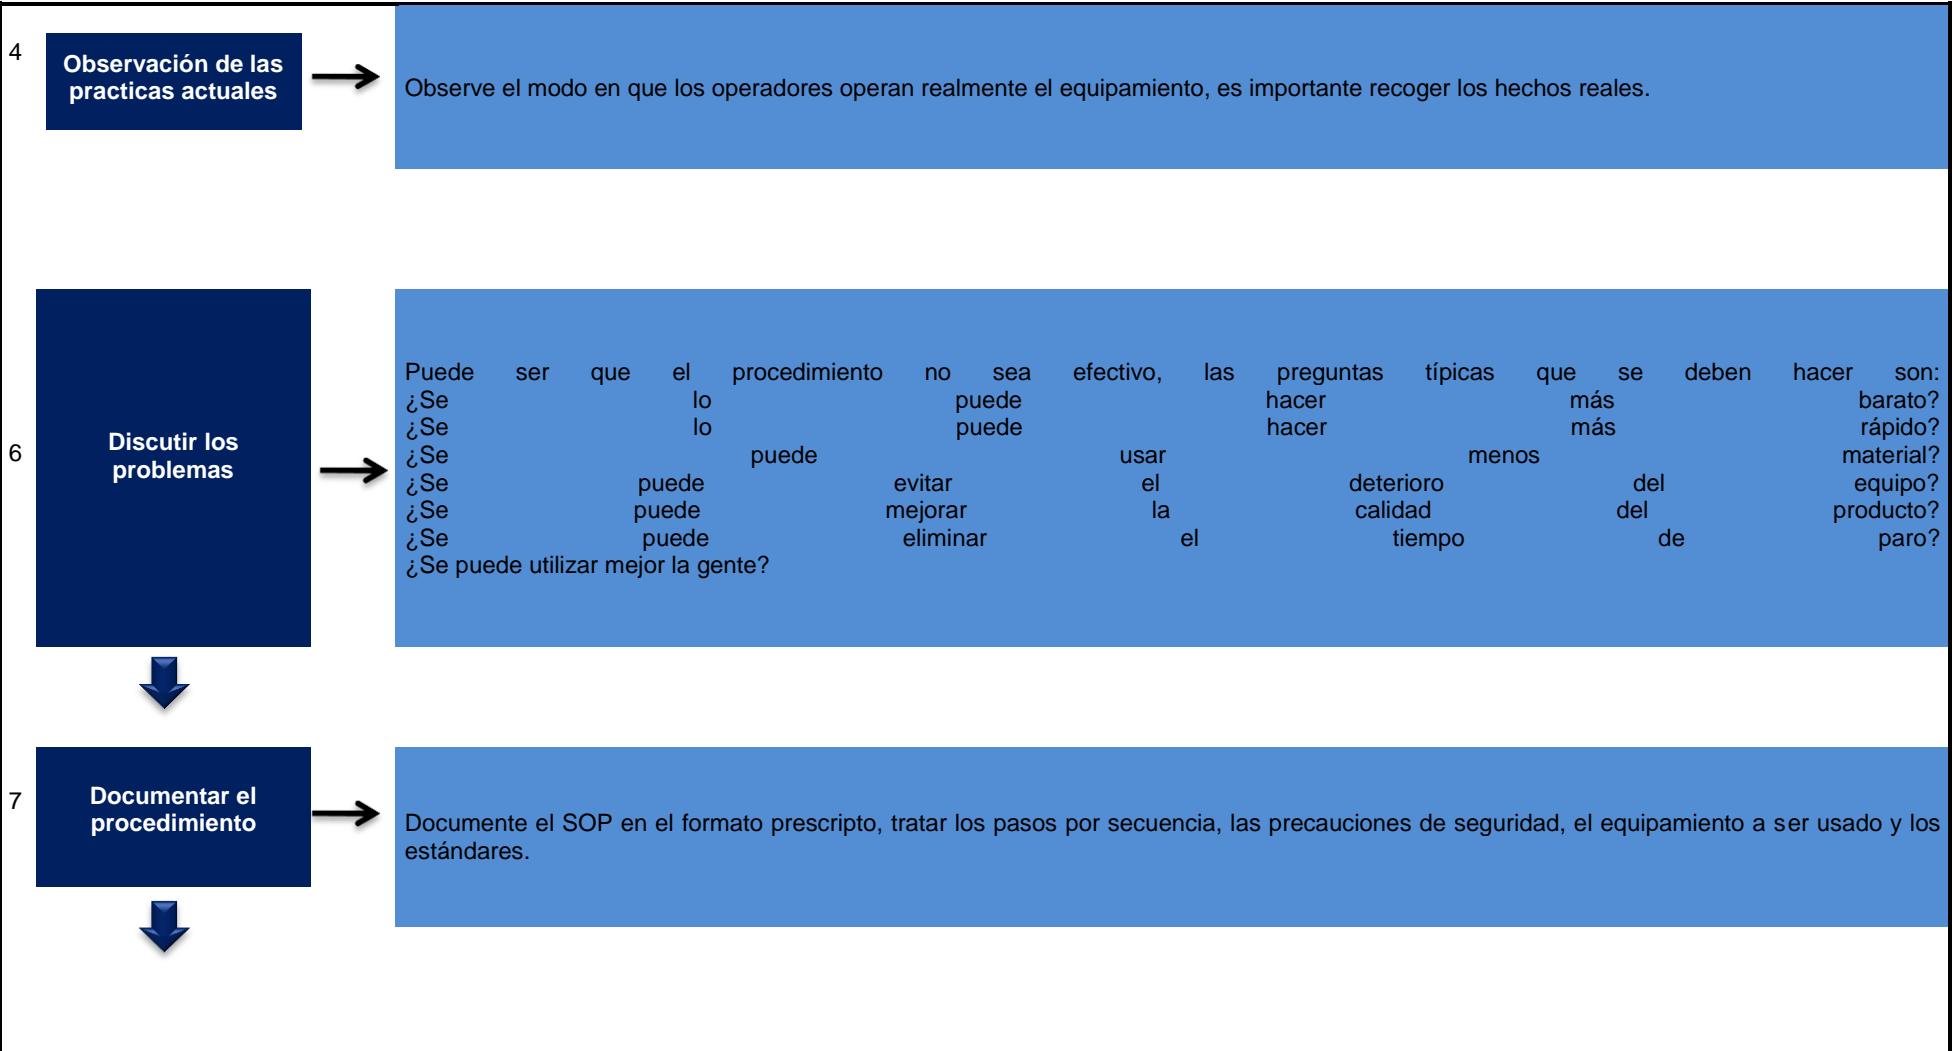 4
Observación de las
practicas actuales
Observe el modo en que los operadores operan realmente el equipamiento, es importante recoger los hechos reales.
6
Discutir los
problemas
Puede ser que el procedimiento no sea efectivo, las preguntas típicas que se deben hacer son:
¿Se lo puede hacer más barato?
¿Se lo puede hacer más rápido?
¿Se puede usar menos material?
¿Se puede evitar el deterioro del equipo?
¿Se puede mejorar la calidad del producto?
¿Se puede eliminar el tiempo de paro?
¿Se puede utilizar mejor la gente?
7
Documentar el
procedimiento
Documente el SOP en el formato prescripto, tratar los pasos por secuencia, las precauciones de seguridad, el equipamiento a ser usado y los
estándares.